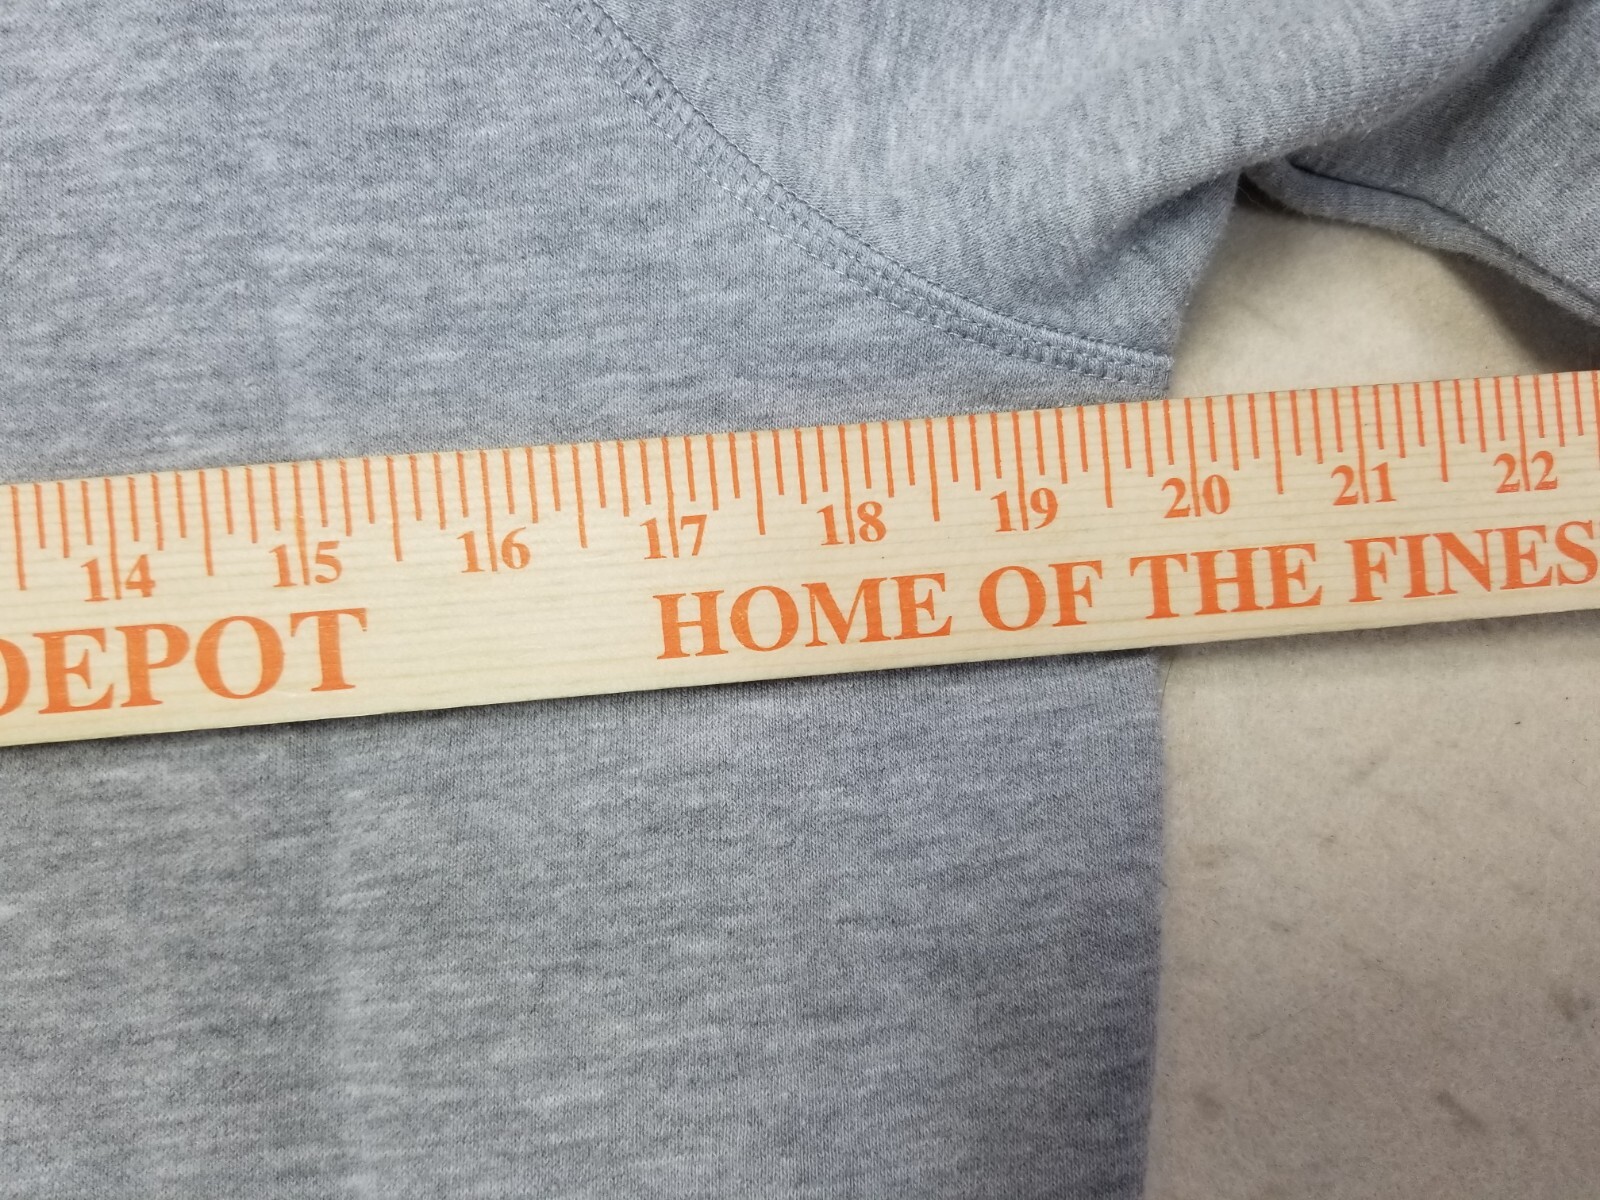 14 15 16 17 18 19 20 21 22
DEPOT HOME OF THE FINES